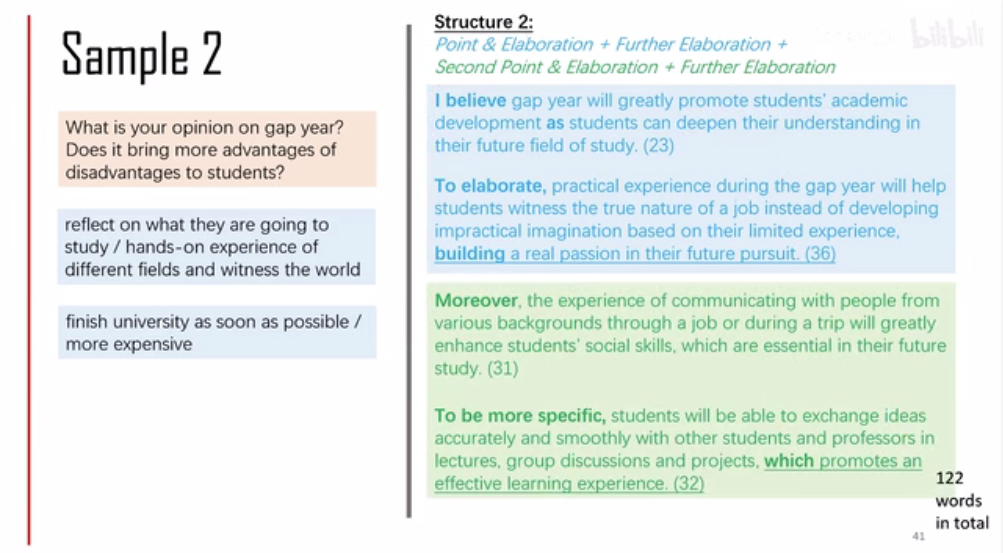 Sample 2
What is your opinion on gap year?
Does it bring more advantages of
disadvantages to students?
reflect on what they are going to
study / hands-on experience of
different fields and witness the world
finish university as soon as possible /
more expensive
Structure 2:
Point & Elaboration + Further Elaboration +
Second Point & Elaboration + Further Elaboration
I believe gap year will greatly promote students' academic
development as students can deepen their understanding in
their future field of study. (23)
To elaborate, practical experience during the gap year will help
students witness the true nature of a job instead of developing
impractical imagination based on their limited experience,
building a real passion in their future pursuit. (36)
Moreover, the experience of communicating with people from
various backgrounds through a job or during a trip will greatly
enhance students' social skills, which are essential in their future
study. (31)
To be more specific, students will be able to exchange ideas
accurately and smoothly with other students and professors in
lectures, group discussions and projects, which promotes an
effective learning experience. (32)
122
words
in total
41
bilibili